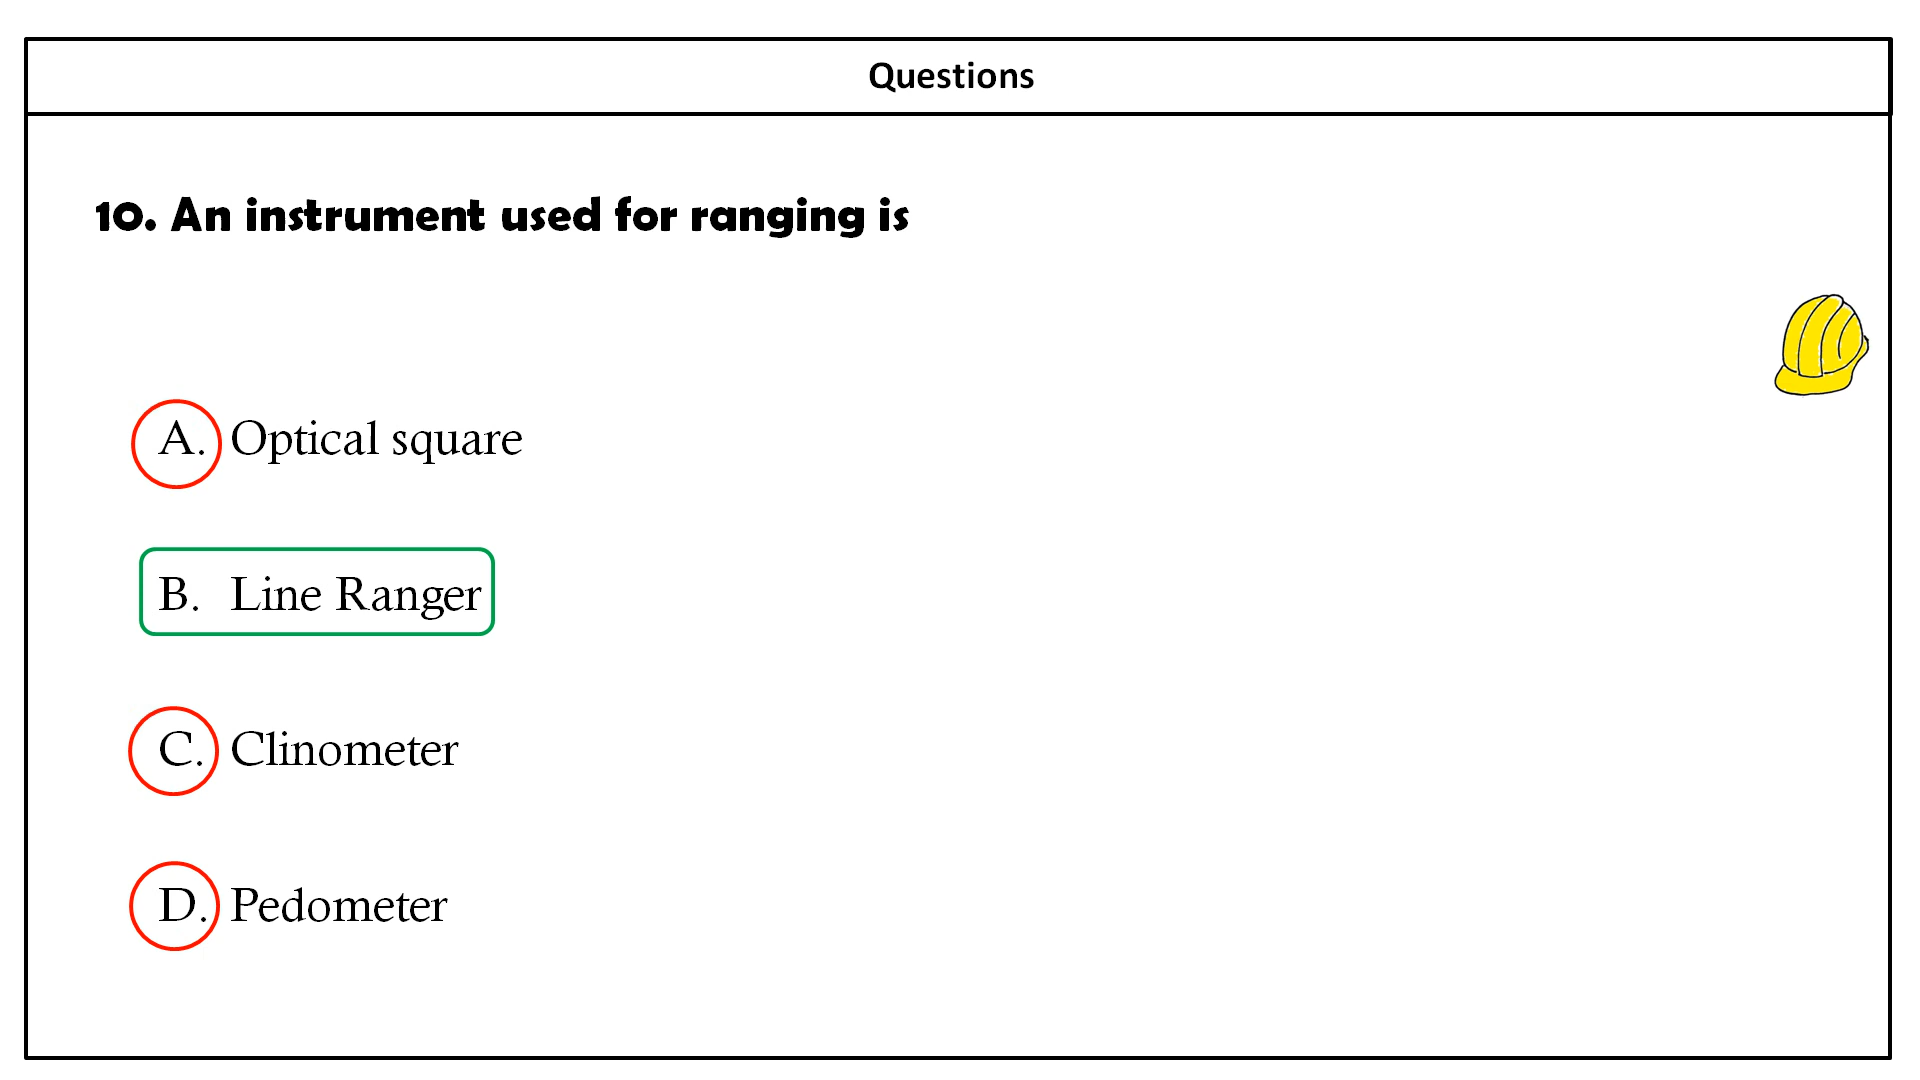 Questions
10. An instrument used for ranging is
A. Optical square
B. Line Ranger
C. Clinometer
D. Pedometer